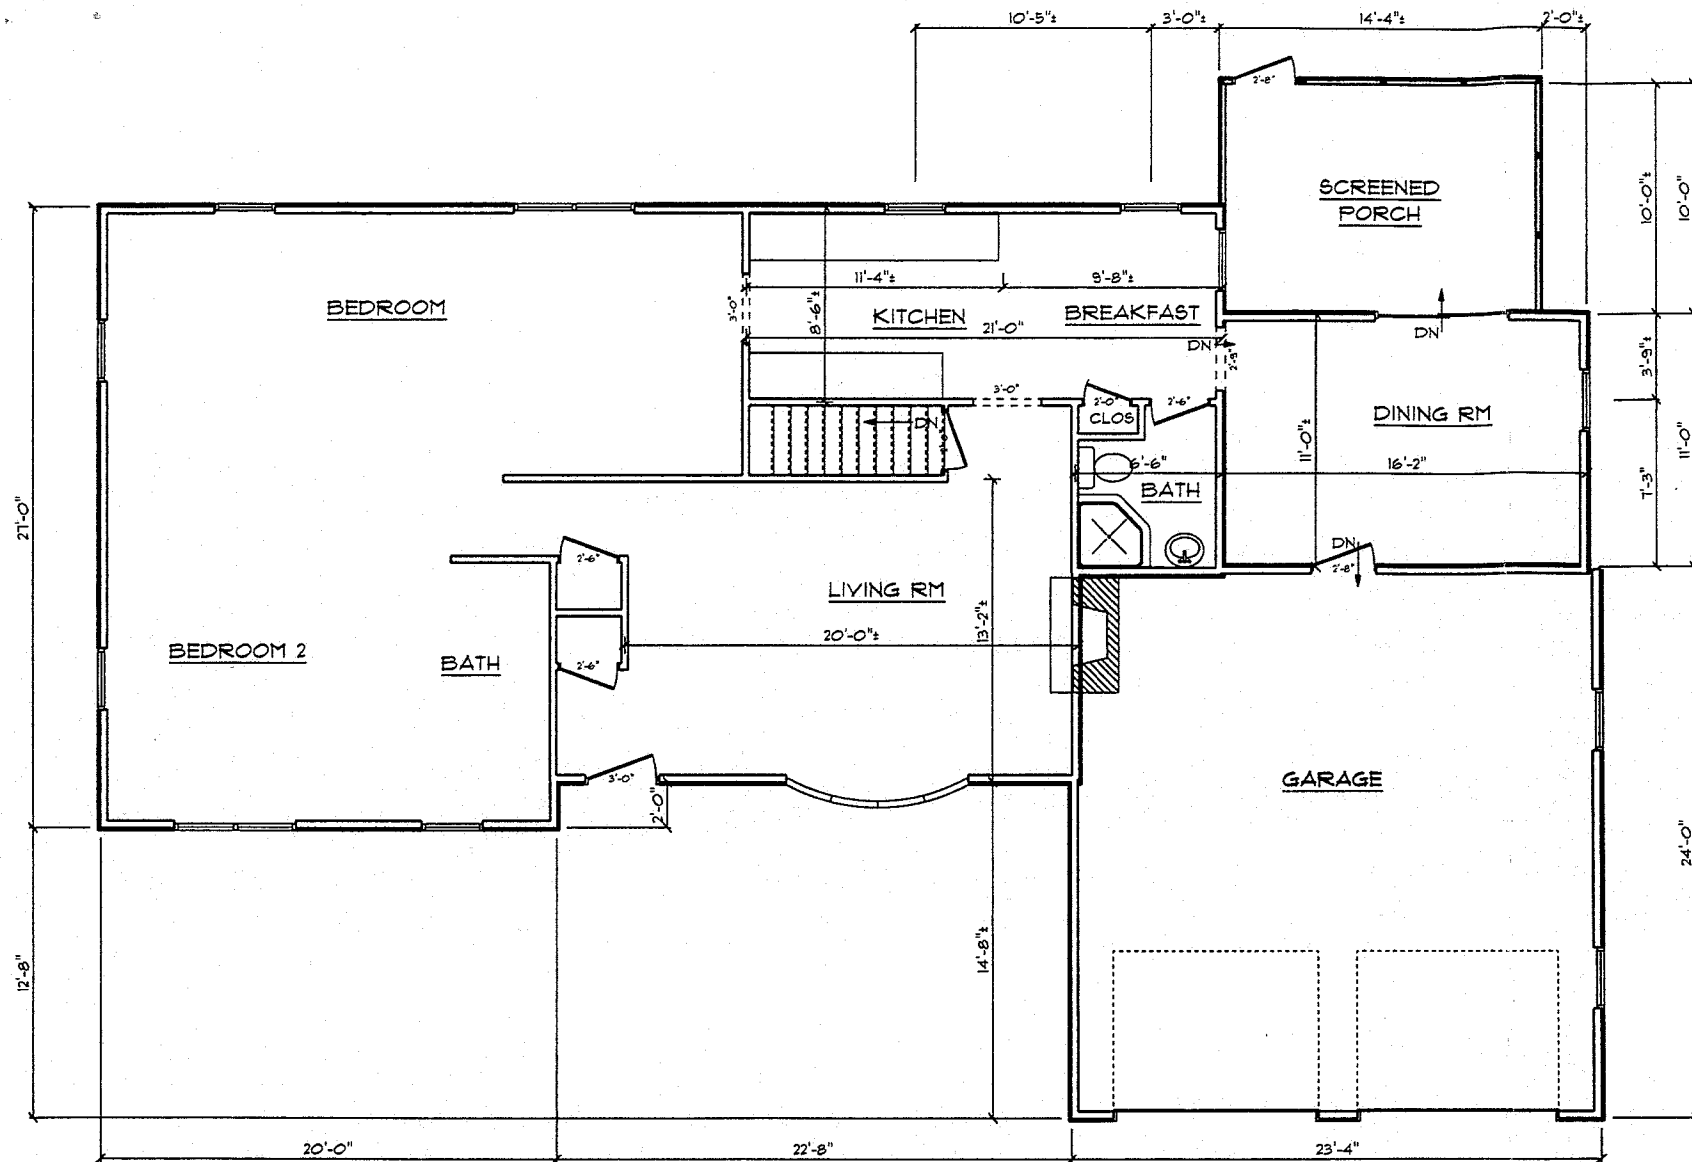 10'-5"±
3'-0"±
14'-4"±
2'-0"±
2'-8"
SCREENED
PORCH
10'-0"±
10'-0"
BEDROOM
3'-0"
11'-4"±
9'-8"±
8'-6"±
KITCHEN
BREAKFAST
21'-0"
DN
2'-9"
DN
3'-9"±
3'-0"
2'-0"
CLOS
2'-6"
DN
DINING RM
11'-0"±
11'-0"
6'-6"
16'-2"
7'-3"
BATH
27'-0"
DN
2'-8"
2'-6"
LIVING RM
13'-2"±
20'-0"±
BEDROOM 2
BATH
2'-6"
3'-0"
2'-0"
GARAGE
24'-0"
12'-8"
14'-8"±
20'-0"
22'-8"
23'-4"